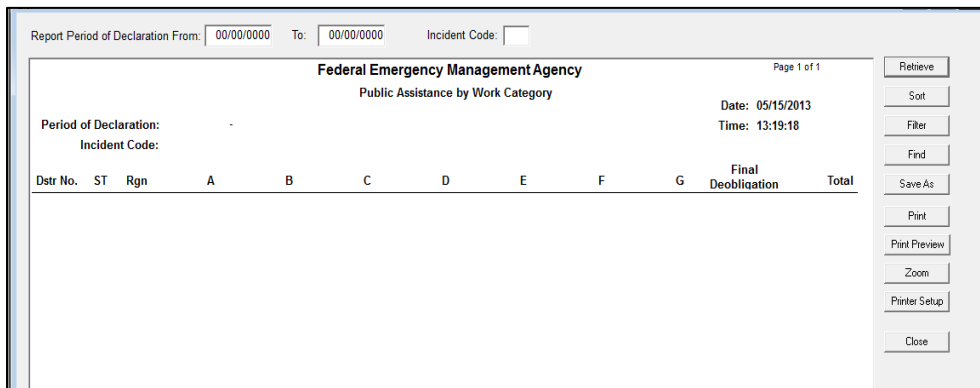 Report Period of Declaration From: 00/00/0000 To: 00/00/0000 Incident Code:
Federal Emergency Management Agency
Page 1 of 1
Public Assistance by Work Category
Date: 05/15/2013
Period of Declaration: -
Time: 13:19:18
Incident Code:
Dstr No. ST Rgn A B C D E F G Final Deobligation Total
Retrieve
Sort
Filter
Find
Save As
Print
Print Preview
Zoom
Printer Setup
Close